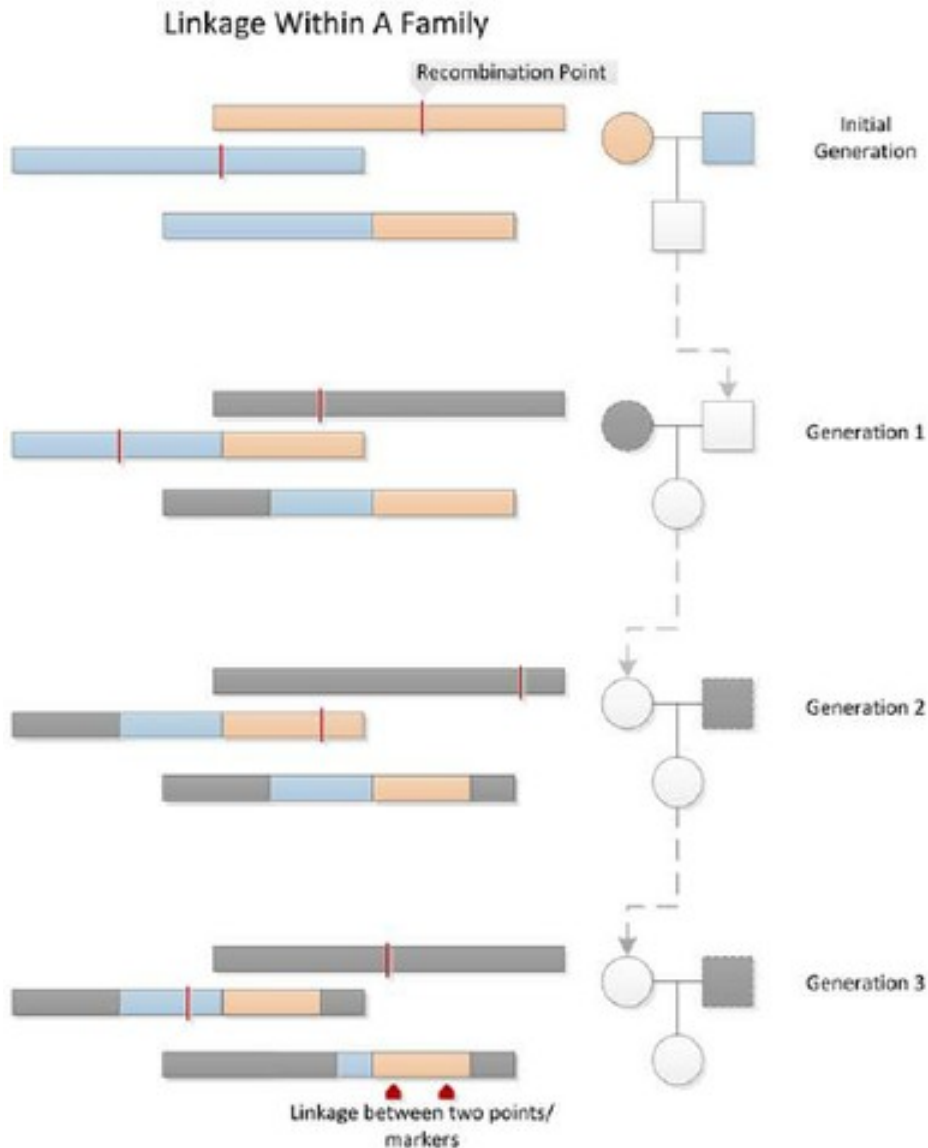 Linkage Within A Family
Recombination Point
Initial
Generation
Generation 1
Generation 2
Generation 3
Linkage between two points/
markers